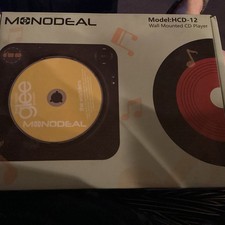 MONODEAL
Model:HCD-12
Wall Mounted CD Player
glee
MONODEAL